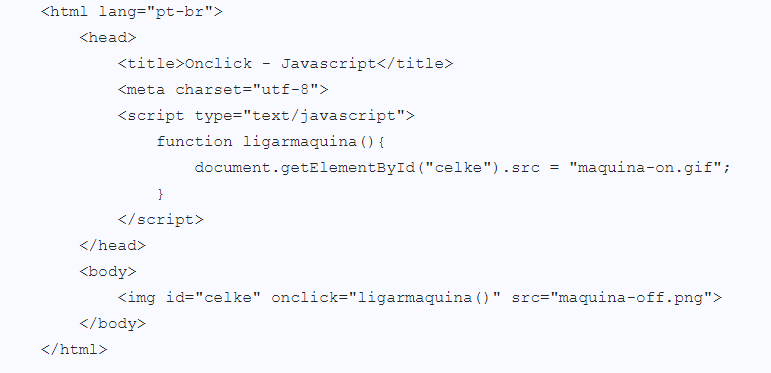 <html lang="pt-br">
    <head>
        <title>Onclick - Javascript</title>
        <meta charset="utf-8">
        <script type="text/javascript">
            function ligarmaquina(){
                document.getElementById("celke").src = "maquina-on.gif";
            }
        </script>
    </head>
    <body>
        <img id="celke" onclick="ligarmaquina()" src="maquina-off.png">
    </body>
</html>